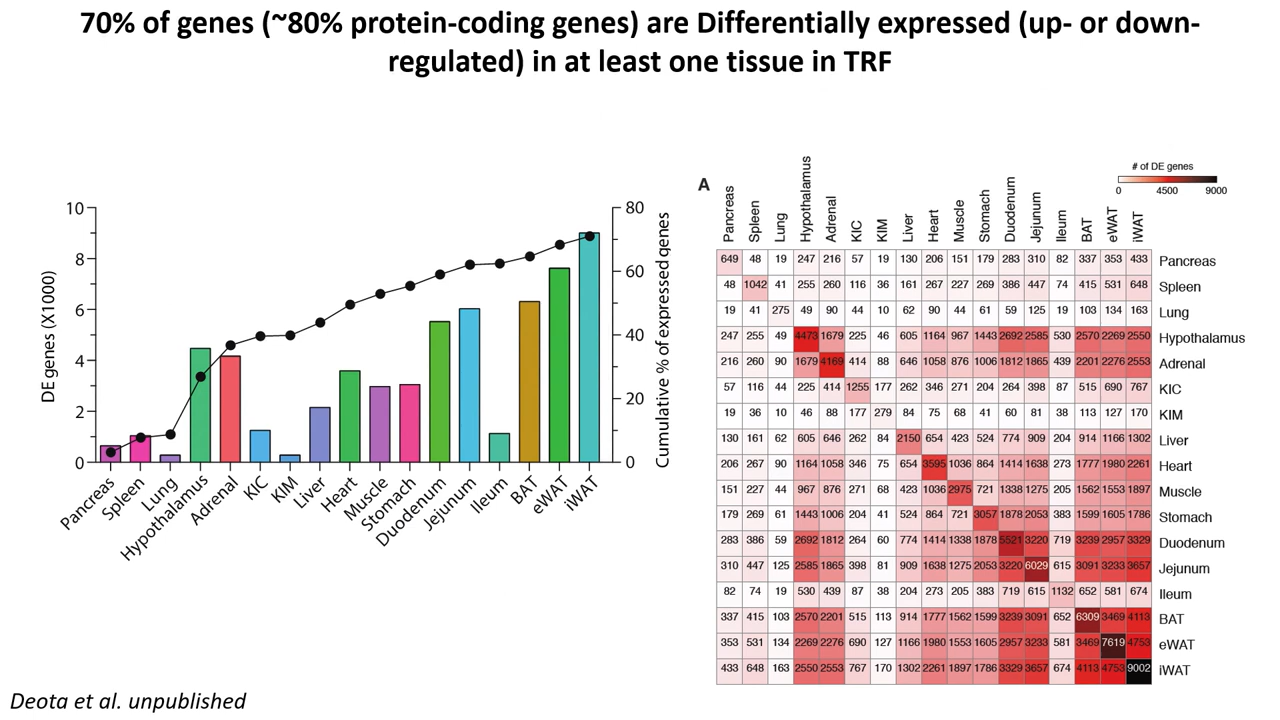 70% of genes (~80% protein-coding genes) are Differentially expressed (up- or down-
regulated) in at least one tissue in TRF
DE genes (X1000)
10
8
6
4
2
0
80
60
40
20
0
Cumulative % of expressed genes
Pancreas
Spleen
Lung
Hypothalamus
Adrenal
KIC
KIM
Liver
Heart
Muscle
Stomach
Duodenum
Jejunum
Ileum
BAT
eWAT
iWAT
A
# of DE genes
0 4500 9000
Pancreas Spleen Lung Hypothalamus Adrenal KIC KIM Liver Heart Muscle Stomach Duodenum Jejunum Ileum BAT eWAT iWAT
649 48 19 247 216 57 19 130 206 151 179 283 310 82 337 353 433 Pancreas
48 1042 41 255 260 116 36 161 267 227 269 386 447 74 415 531 648 Spleen
19 41 275 49 90 44 10 62 90 44 61 59 125 19 103 134 163 Lung
247 255 49 4473 1679 225 46 605 1164 967 1443 2692 2585 530 2570 2269 2550 Hypothalamus
216 260 90 1679 4169 414 88 646 1058 876 1006 1812 1865 439 2201 2276 2553 Adrenal
57 116 44 225 414 1255 177 262 346 271 204 264 398 87 515 690 767 KIC
19 36 10 46 88 177 279 84 75 68 41 60 81 38 113 127 170 KIM
130 161 62 605 646 262 84 2150 654 423 524 774 909 204 914 1166 1302 Liver
206 267 90 1164 1058 346 75 654 3595 1036 864 1414 1638 273 1777 1980 2261 Heart
151 227 44 967 876 271 68 423 1036 2975 721 1338 1275 205 1562 1553 1897 Muscle
179 269 61 1443 1006 204 41 524 864 721 3057 1878 2053 383 1599 1605 1786 Stomach
283 386 59 2692 1812 264 60 774 1414 1338 1878 5521 3220 719 3239 2957 3329 Duodenum
310 447 125 2585 1865 398 81 909 1638 1275 2053 3220 6029 615 3091 3233 3657 Jejunum
82 74 19 530 439 87 38 204 273 205 383 719 615 1132 652 581 674 Ileum
337 415 103 2570 2201 515 113 914 1777 1562 1599 3239 3091 652 6309 3469 4113 BAT
353 531 134 2269 2276 690 127 1166 1980 1553 1605 2957 3233 581 3469 7619 4753 eWAT
433 648 163 2550 2553 767 170 1302 2261 1897 1786 3329 3657 674 4113 4753 9002 iWAT
Deota et al. unpublished